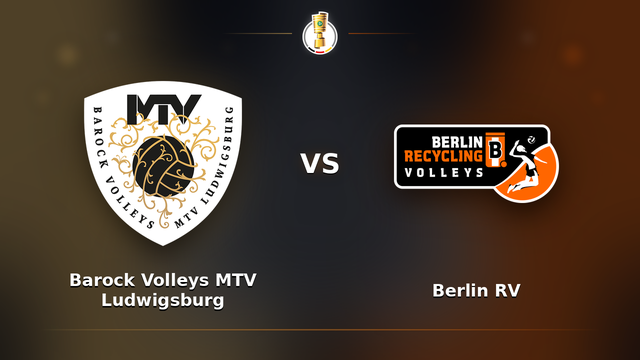 MTV
BAROCK VOLLEYS
MTV LUDWIGSBURG
VS
BERLIN
RECYCLING
VOLLEYS
B.
Barock Volleys MTV
Ludwigsburg
Berlin RV